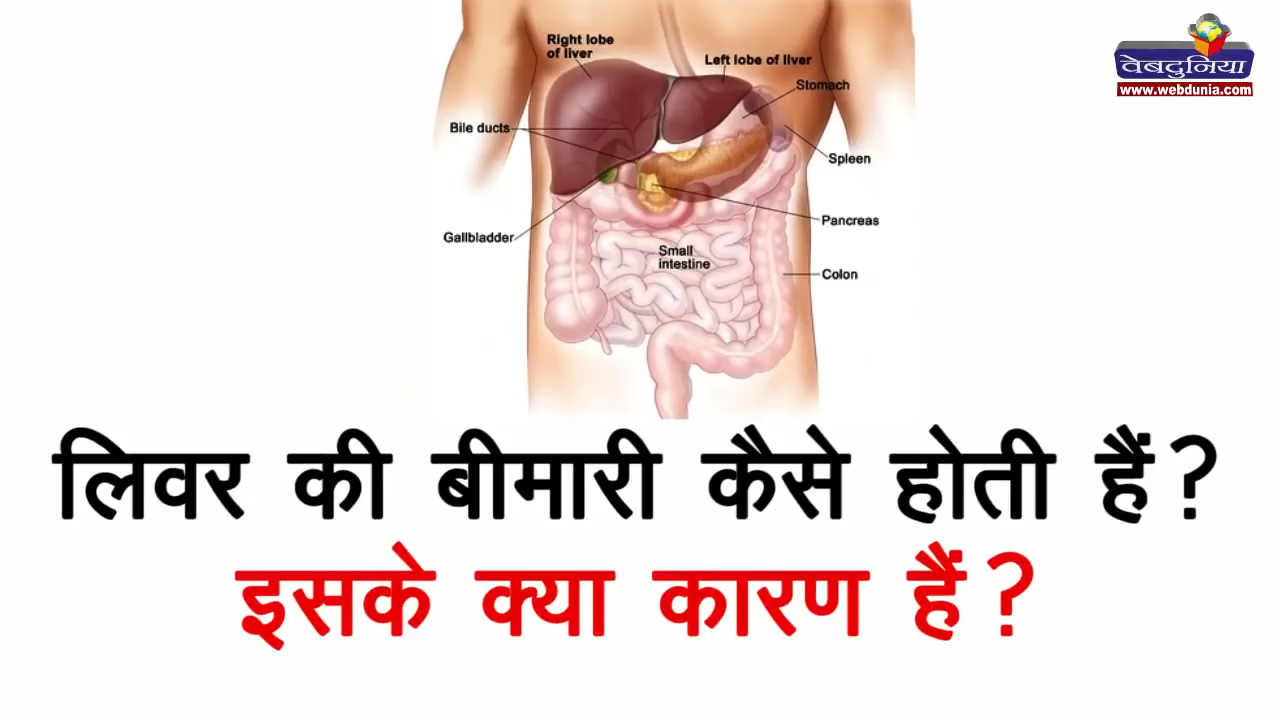 वेबदुनिया
www.webdunia.com
Right lobe
of liver
Left lobe of liver
Stomach
Bile ducts
Spleen
Pancreas
Gallbladder
Small
intestine
Colon
लिवर की बीमारी कैसे होती हैं?
इसके क्या कारण हैं?